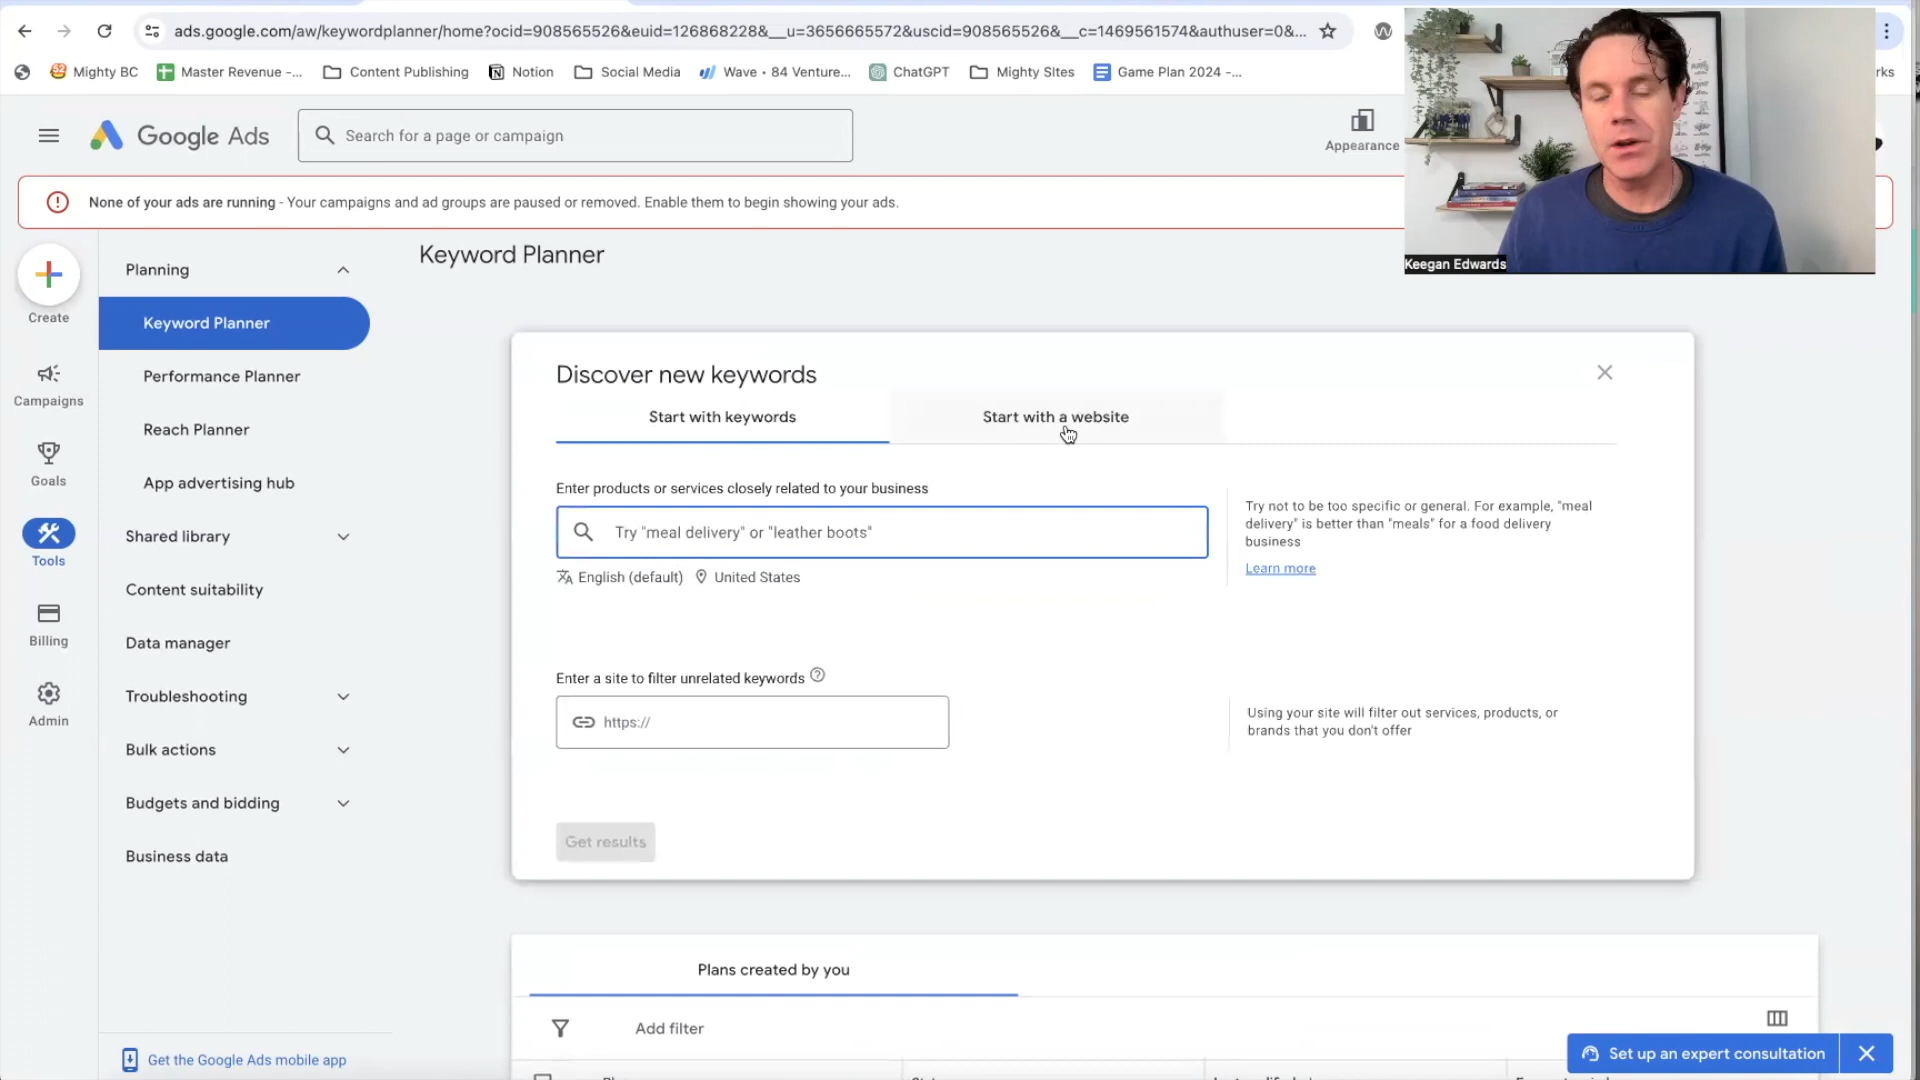 ads.google.com/aw/keywordplanner/home?ocid=908565526&euid=126868228&__u=3656665572&uscid=908565526&__c=1469561574&authuser=0&...
Mighty BC
Master Revenue -...
Content Publishing
Notion
Social Media
Wave • 84 Venture...
ChatGPT
Mighty SItes
Game Plan 2024 -...
rks
Google Ads
Search for a page or campaign
Appearance
None of your ads are running - Your campaigns and ad groups are paused or removed. Enable them to begin showing your ads.
Keegan Edwards
Create
Campaigns
Goals
Tools
Billing
Admin
Planning
Keyword Planner
Performance Planner
Reach Planner
App advertising hub
Shared library
Content suitability
Data manager
Troubleshooting
Bulk actions
Budgets and bidding
Business data
Get the Google Ads mobile app
Keyword Planner
Discover new keywords
Start with keywords
Start with a website
Enter products or services closely related to your business
Try "meal delivery" or "leather boots"
English (default)
United States
Try not to be too specific or general. For example, "meal
delivery" is better than "meals" for a food delivery
business
Learn more
Enter a site to filter unrelated keywords
https://
Using your site will filter out services, products, or
brands that you don't offer
Get results
Plans created by you
Add filter
Set up an expert consultation